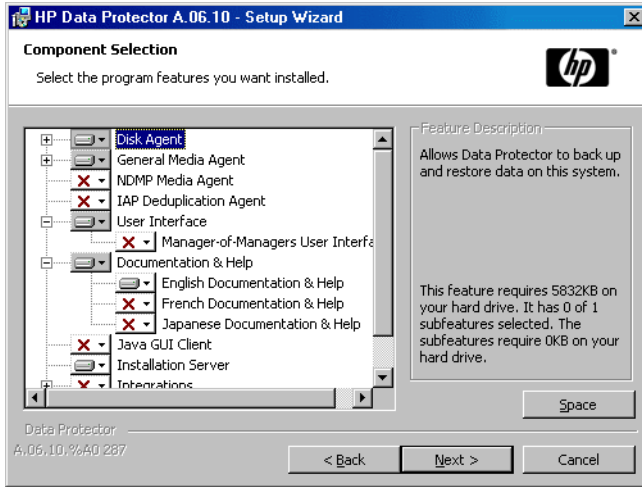 HP Data Protector A.06.10 - Setup Wizard
Component Selection
Select the program features you want installed.
hp
Disk Agent
General Media Agent
NDMP Media Agent
IAP Deduplication Agent
User Interface
Manager-of-Managers User Interfa
Documentation & Help
English Documentation & Help
French Documentation & Help
Japanese Documentation & Help
Java GUI Client
Installation Server
Integrations
Feature Description
Allows Data Protector to back up
and restore data on this system.
This feature requires 5832KB on
your hard drive. It has 0 of 1
subfeatures selected. The
subfeatures require 0KB on your
hard drive.
Space
Data Protector
A.06.10.%A0 287
< Back
Next >
Cancel